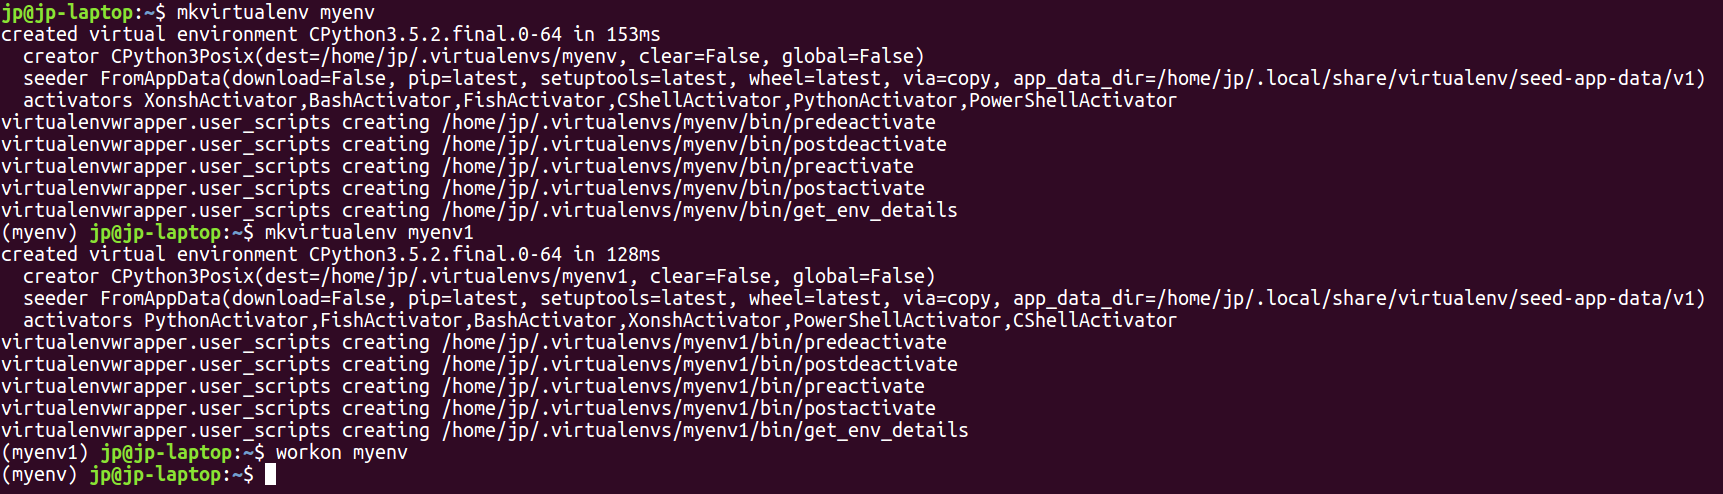 jp@jp-laptop:~$ mkvirtualenv myenv
created virtual environment CPython3.5.2.final.0-64 in 153ms
  creator CPython3Posix(dest=/home/jp/.virtualenvs/myenv, clear=False, global=False)
  seeder FromAppData(download=False, pip=latest, setuptools=latest, wheel=latest, via=copy, app_data_dir=/home/jp/.local/share/virtualenv/seed-app-data/v1)
  activators XonshActivator,BashActivator,FishActivator,CShellActivator,PythonActivator,PowerShellActivator
virtualenvwrapper.user_scripts creating /home/jp/.virtualenvs/myenv/bin/predeactivate
virtualenvwrapper.user_scripts creating /home/jp/.virtualenvs/myenv/bin/postdeactivate
virtualenvwrapper.user_scripts creating /home/jp/.virtualenvs/myenv/bin/preactivate
virtualenvwrapper.user_scripts creating /home/jp/.virtualenvs/myenv/bin/postactivate
virtualenvwrapper.user_scripts creating /home/jp/.virtualenvs/myenv/bin/get_env_details
(myenv) jp@jp-laptop:~$ mkvirtualenv myenv1
created virtual environment CPython3.5.2.final.0-64 in 128ms
  creator CPython3Posix(dest=/home/jp/.virtualenvs/myenv1, clear=False, global=False)
  seeder FromAppData(download=False, pip=latest, setuptools=latest, wheel=latest, via=copy, app_data_dir=/home/jp/.local/share/virtualenv/seed-app-data/v1)
  activators PythonActivator,FishActivator,BashActivator,XonshActivator,PowerShellActivator,CShellActivator
virtualenvwrapper.user_scripts creating /home/jp/.virtualenvs/myenv1/bin/predeactivate
virtualenvwrapper.user_scripts creating /home/jp/.virtualenvs/myenv1/bin/postdeactivate
virtualenvwrapper.user_scripts creating /home/jp/.virtualenvs/myenv1/bin/preactivate
virtualenvwrapper.user_scripts creating /home/jp/.virtualenvs/myenv1/bin/postactivate
virtualenvwrapper.user_scripts creating /home/jp/.virtualenvs/myenv1/bin/get_env_details
(myenv1) jp@jp-laptop:~$ workon myenv
(myenv) jp@jp-laptop:~$